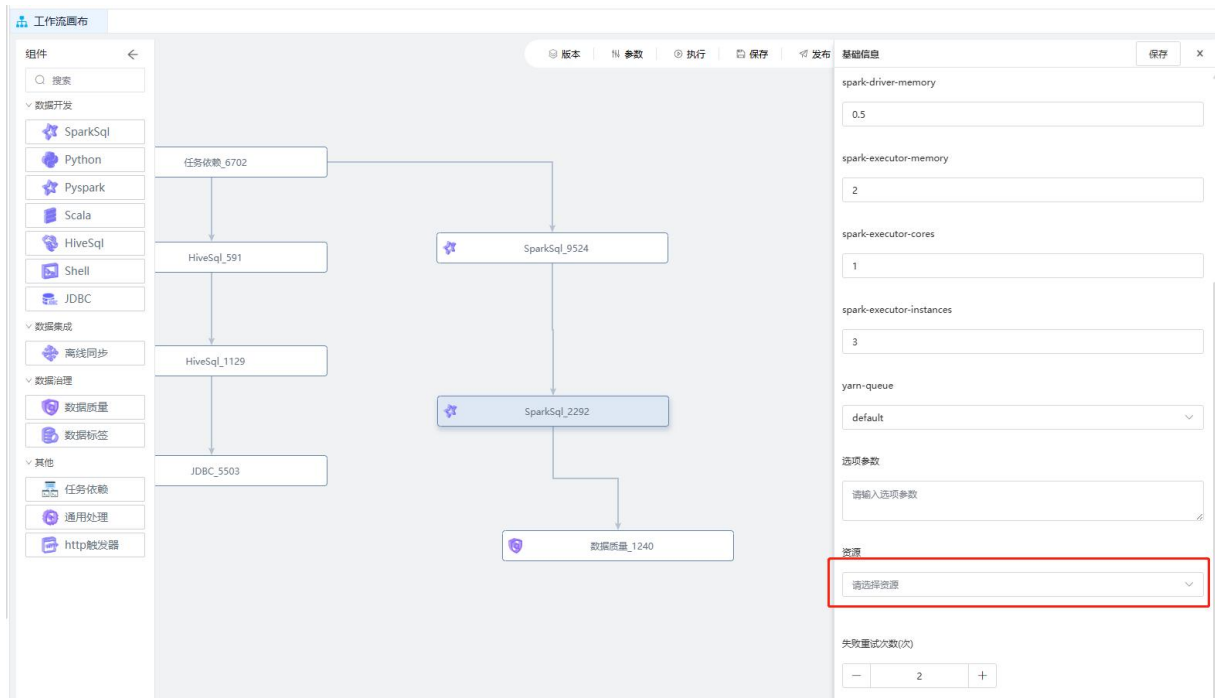 工作流画布
组件
搜索
数据开发
SparkSql
Python
Pyspark
Scala
HiveSql
Shell
JDBC
数据集成
离线同步
数据治理
数据质量
数据标签
其他
任务依赖
通用处理
http触发器
版本 参数 执行 保存 发布
任务依赖_6702
HiveSql_591
HiveSql_1129
JDBC_5503
SparkSql_9524
SparkSql_2292
数据质量_1240
基础信息 保存 x
spark-driver-memory
0.5
spark-executor-memory
2
spark-executor-cores
1
spark-executor-instances
3
yarn-queue
default
选项参数
请输入选项参数
资源
请选择资源
失败重试次数(次)
— 2 +